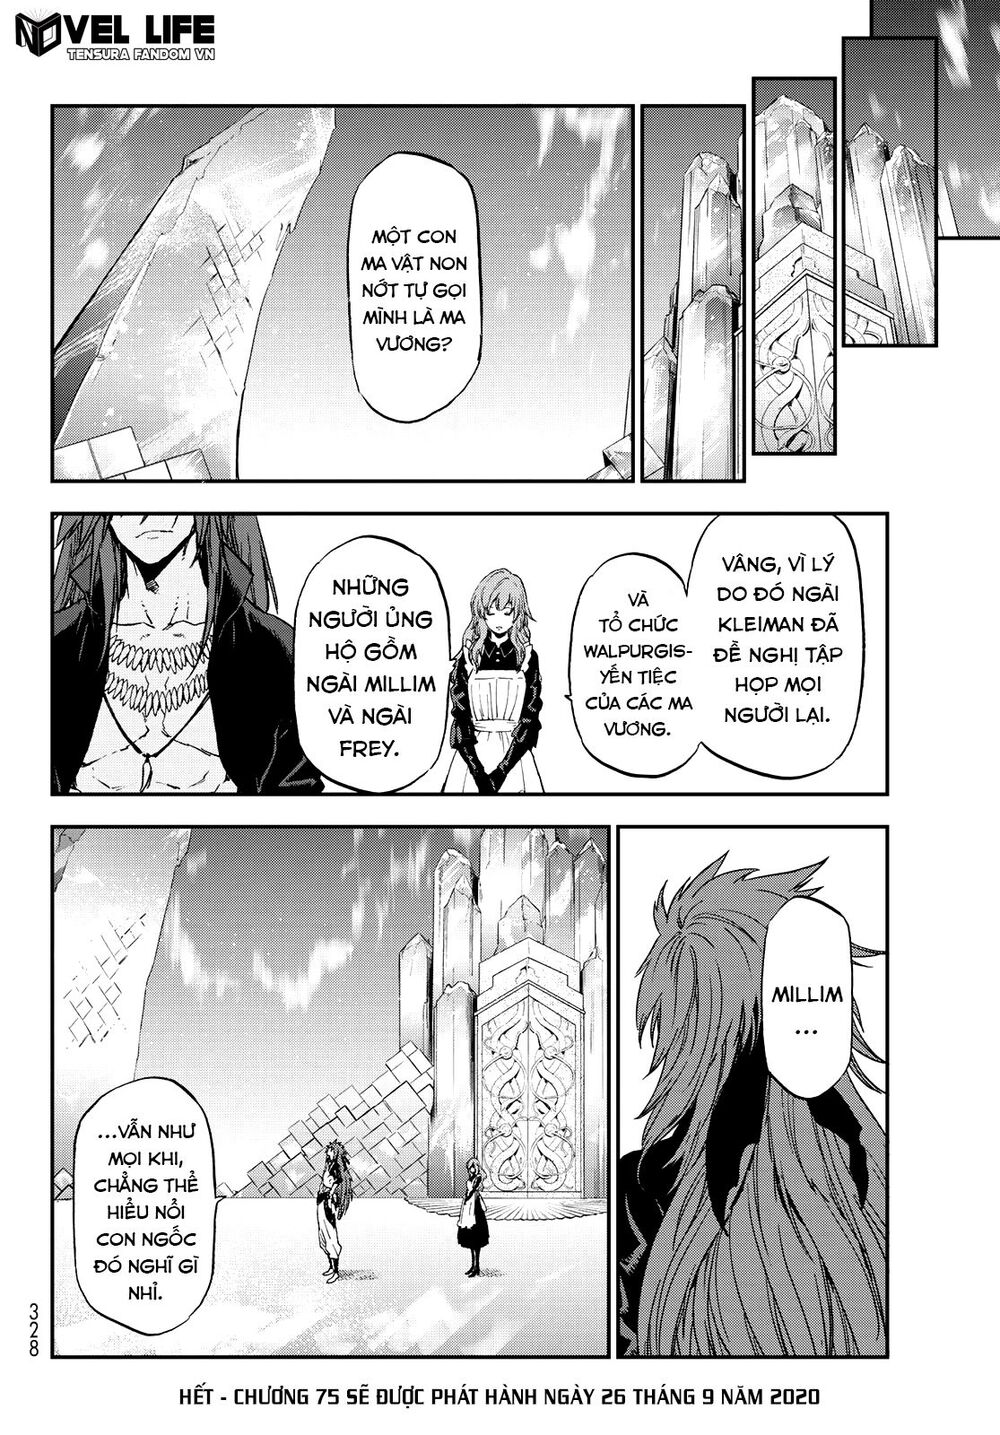 NOVEL LIFE
TENSURA FANDOM VN
MỘT CON
MA VẬT NON
NỚT TỰ GỌI
MÌNH LÀ MA
VƯƠNG?
VÂNG, VÌ LÝ
DO ĐÓ NGÀI
KLEIMAN ĐÃ
ĐỀ NGHỊ TẬP
HỢP MỌI
NGƯỜI LẠI.
VÀ
TỔ CHỨC
WALPURGIS-
YẾN TIỆC
CỦA CÁC MA
VƯƠNG.
NHỮNG
NGƯỜI ỦNG
HỘ GỒM
NGÀI MILLIM
VÀ NGÀI
FREY.
MILLIM
...
...VẪN NHƯ
MỌI KHI,
CHẲNG THỂ
HIỂU NỔI
CON NGỐC
ĐÓ NGHĨ GÌ
NHỈ.
328
HẾT - CHƯƠNG 75 SẼ ĐƯỢC PHÁT HÀNH NGÀY 26 THÁNG 9 NĂM 2020